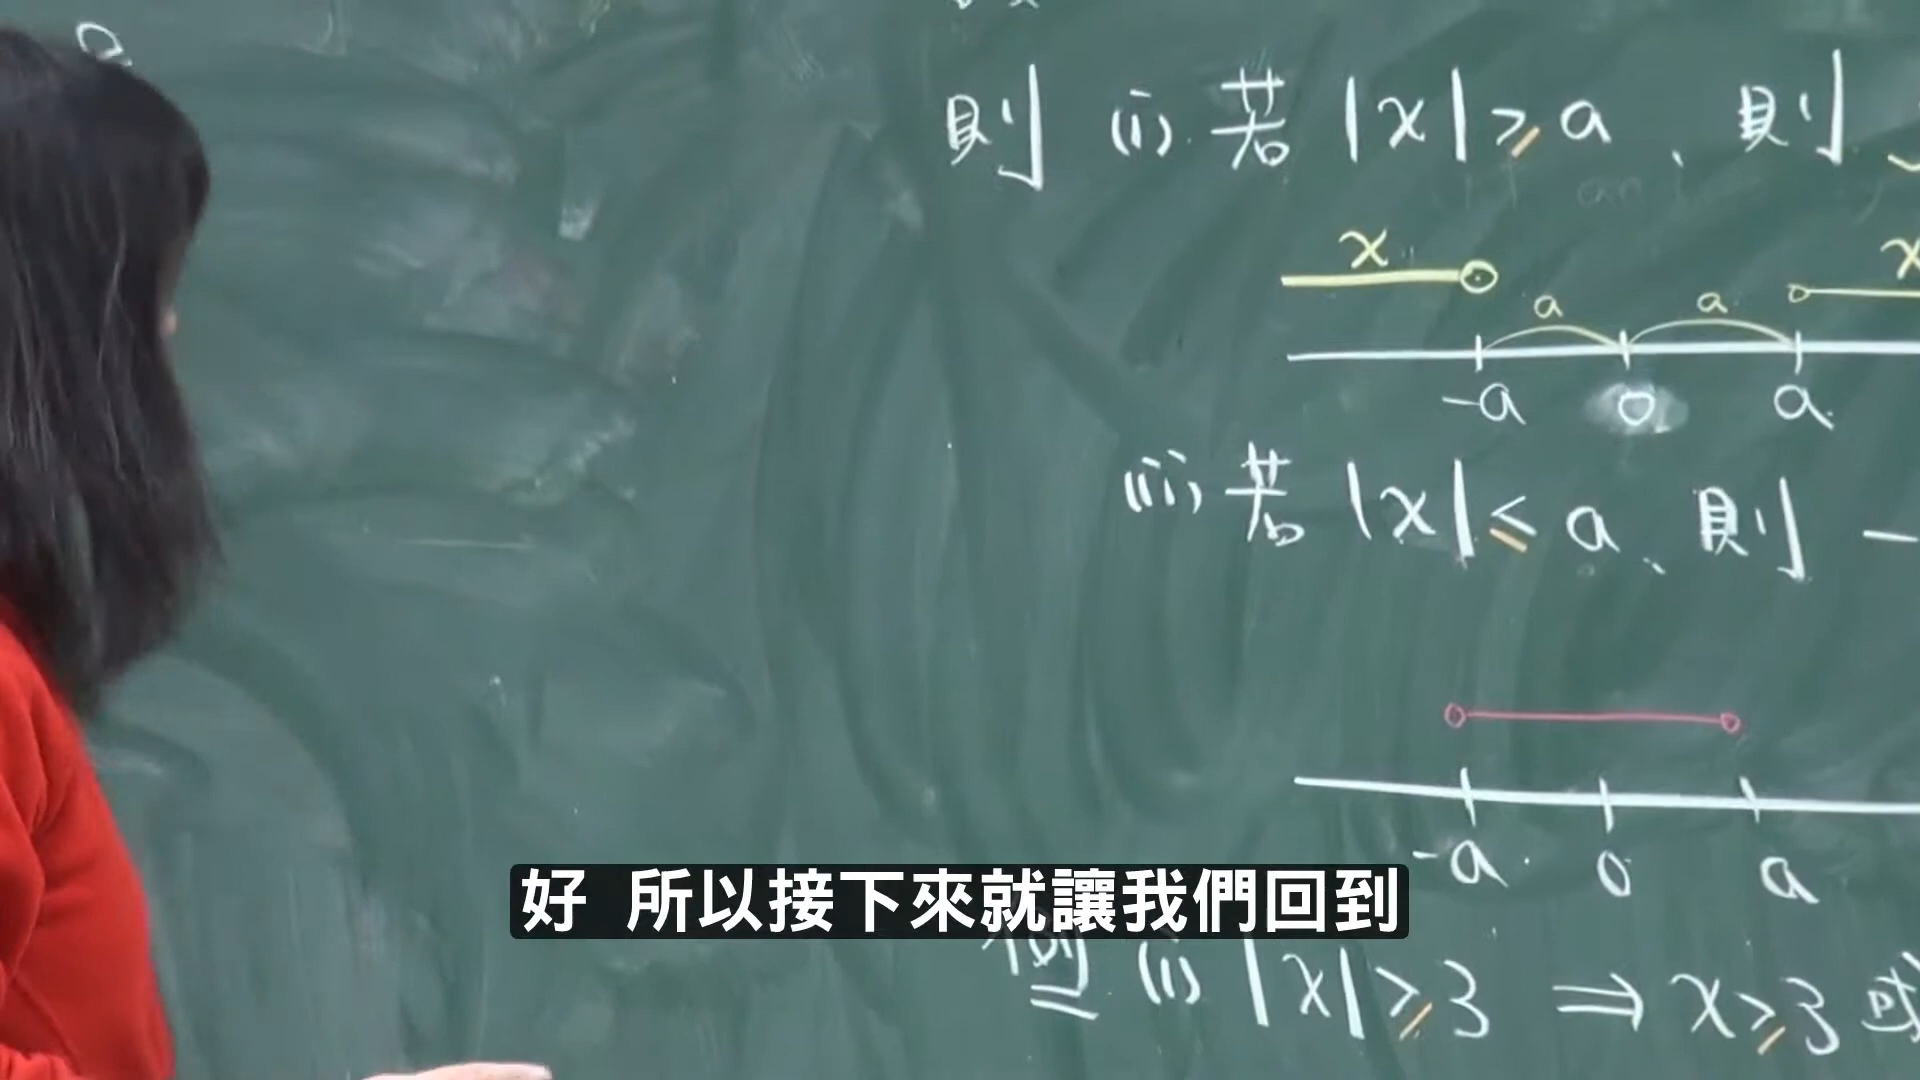 則 (i) 若 |x| ≥ a、則
x x
a a
-a 0 a
(ii) 若 |x| ≤ a、則 -
-a 0 a
好 所以接下來就讓我們回到
例 (i) |x| ≥ 3 ⇒ x ≥ 3 或